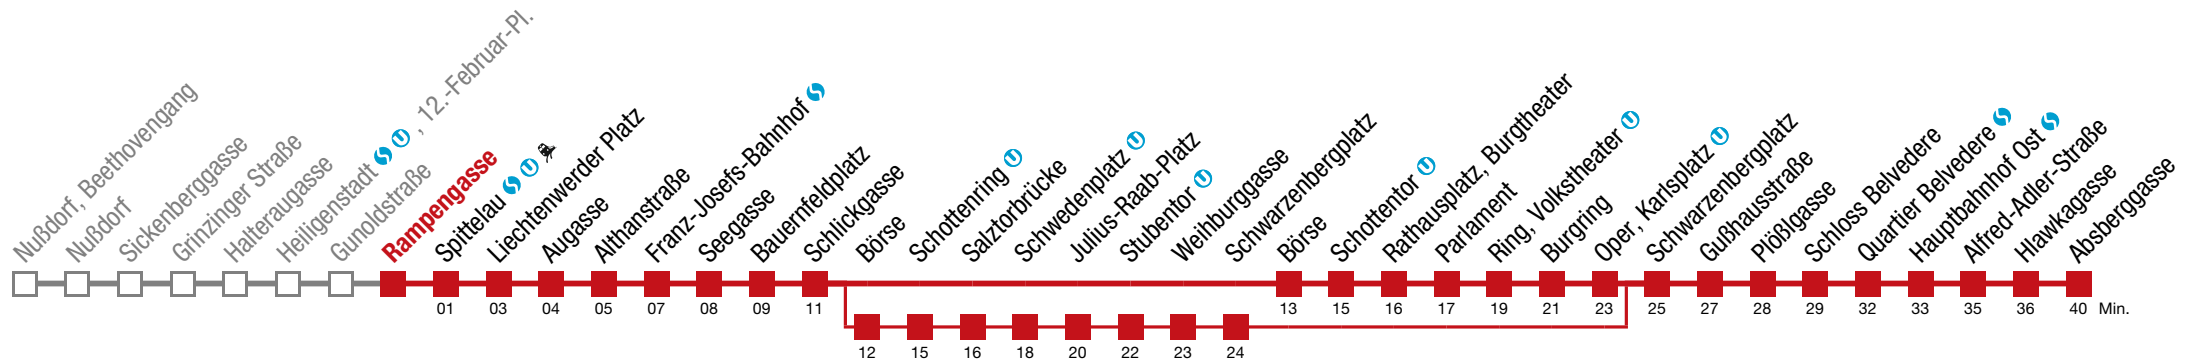 Nußdorf, Beethovengang
Nußdorf
Sickenberggasse
Grinzinger Straße
Halteraugasse
Heiligenstadt S U , 12.-Februar-Pl.
Gunoldstraße
Rampengasse
Spittelau S U
Liechtenwerder Platz
Augasse
Althanstraße
Franz-Josefs-Bahnhof S
Seegasse
Bauernfeldplatz
Schlickgasse
Börse
Schottenring U
Salztorbrücke
Schwedenplatz U
Julius-Raab-Platz
Stubentor U
Weihburggasse
Schwarzenbergplatz
Börse
Schottentor U
Rathausplatz, Burgtheater
Parlament
Ring, Volkstheater U
Burgring
Oper, Karlsplatz U
Schwarzenbergplatz
Gußhausstraße
Plößlgasse
Schloss Belvedere
Quartier Belvedere S
Hauptbahnhof Ost S
Alfred-Adler-Straße
Hlawkagasse
Absberggasse
01 03 04 05 07 08 09 11 13 15 16 17 19 21 23 25 27 28 29 32 33 35 36 40 Min.
12 15 16 18 20 22 23 24